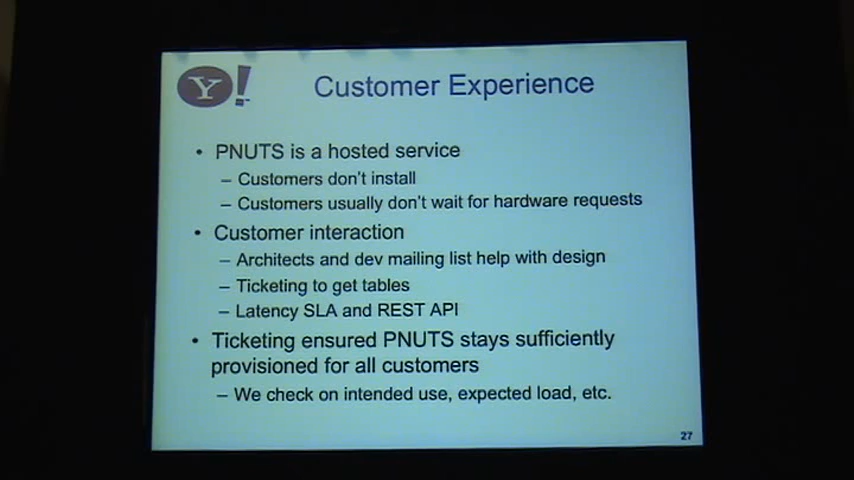 Y!
Customer Experience
• PNUTS is a hosted service
– Customers don't install
– Customers usually don't wait for hardware requests
• Customer interaction
– Architects and dev mailing list help with design
– Ticketing to get tables
– Latency SLA and REST API
• Ticketing ensured PNUTS stays sufficiently
provisioned for all customers
– We check on intended use, expected load, etc.
27